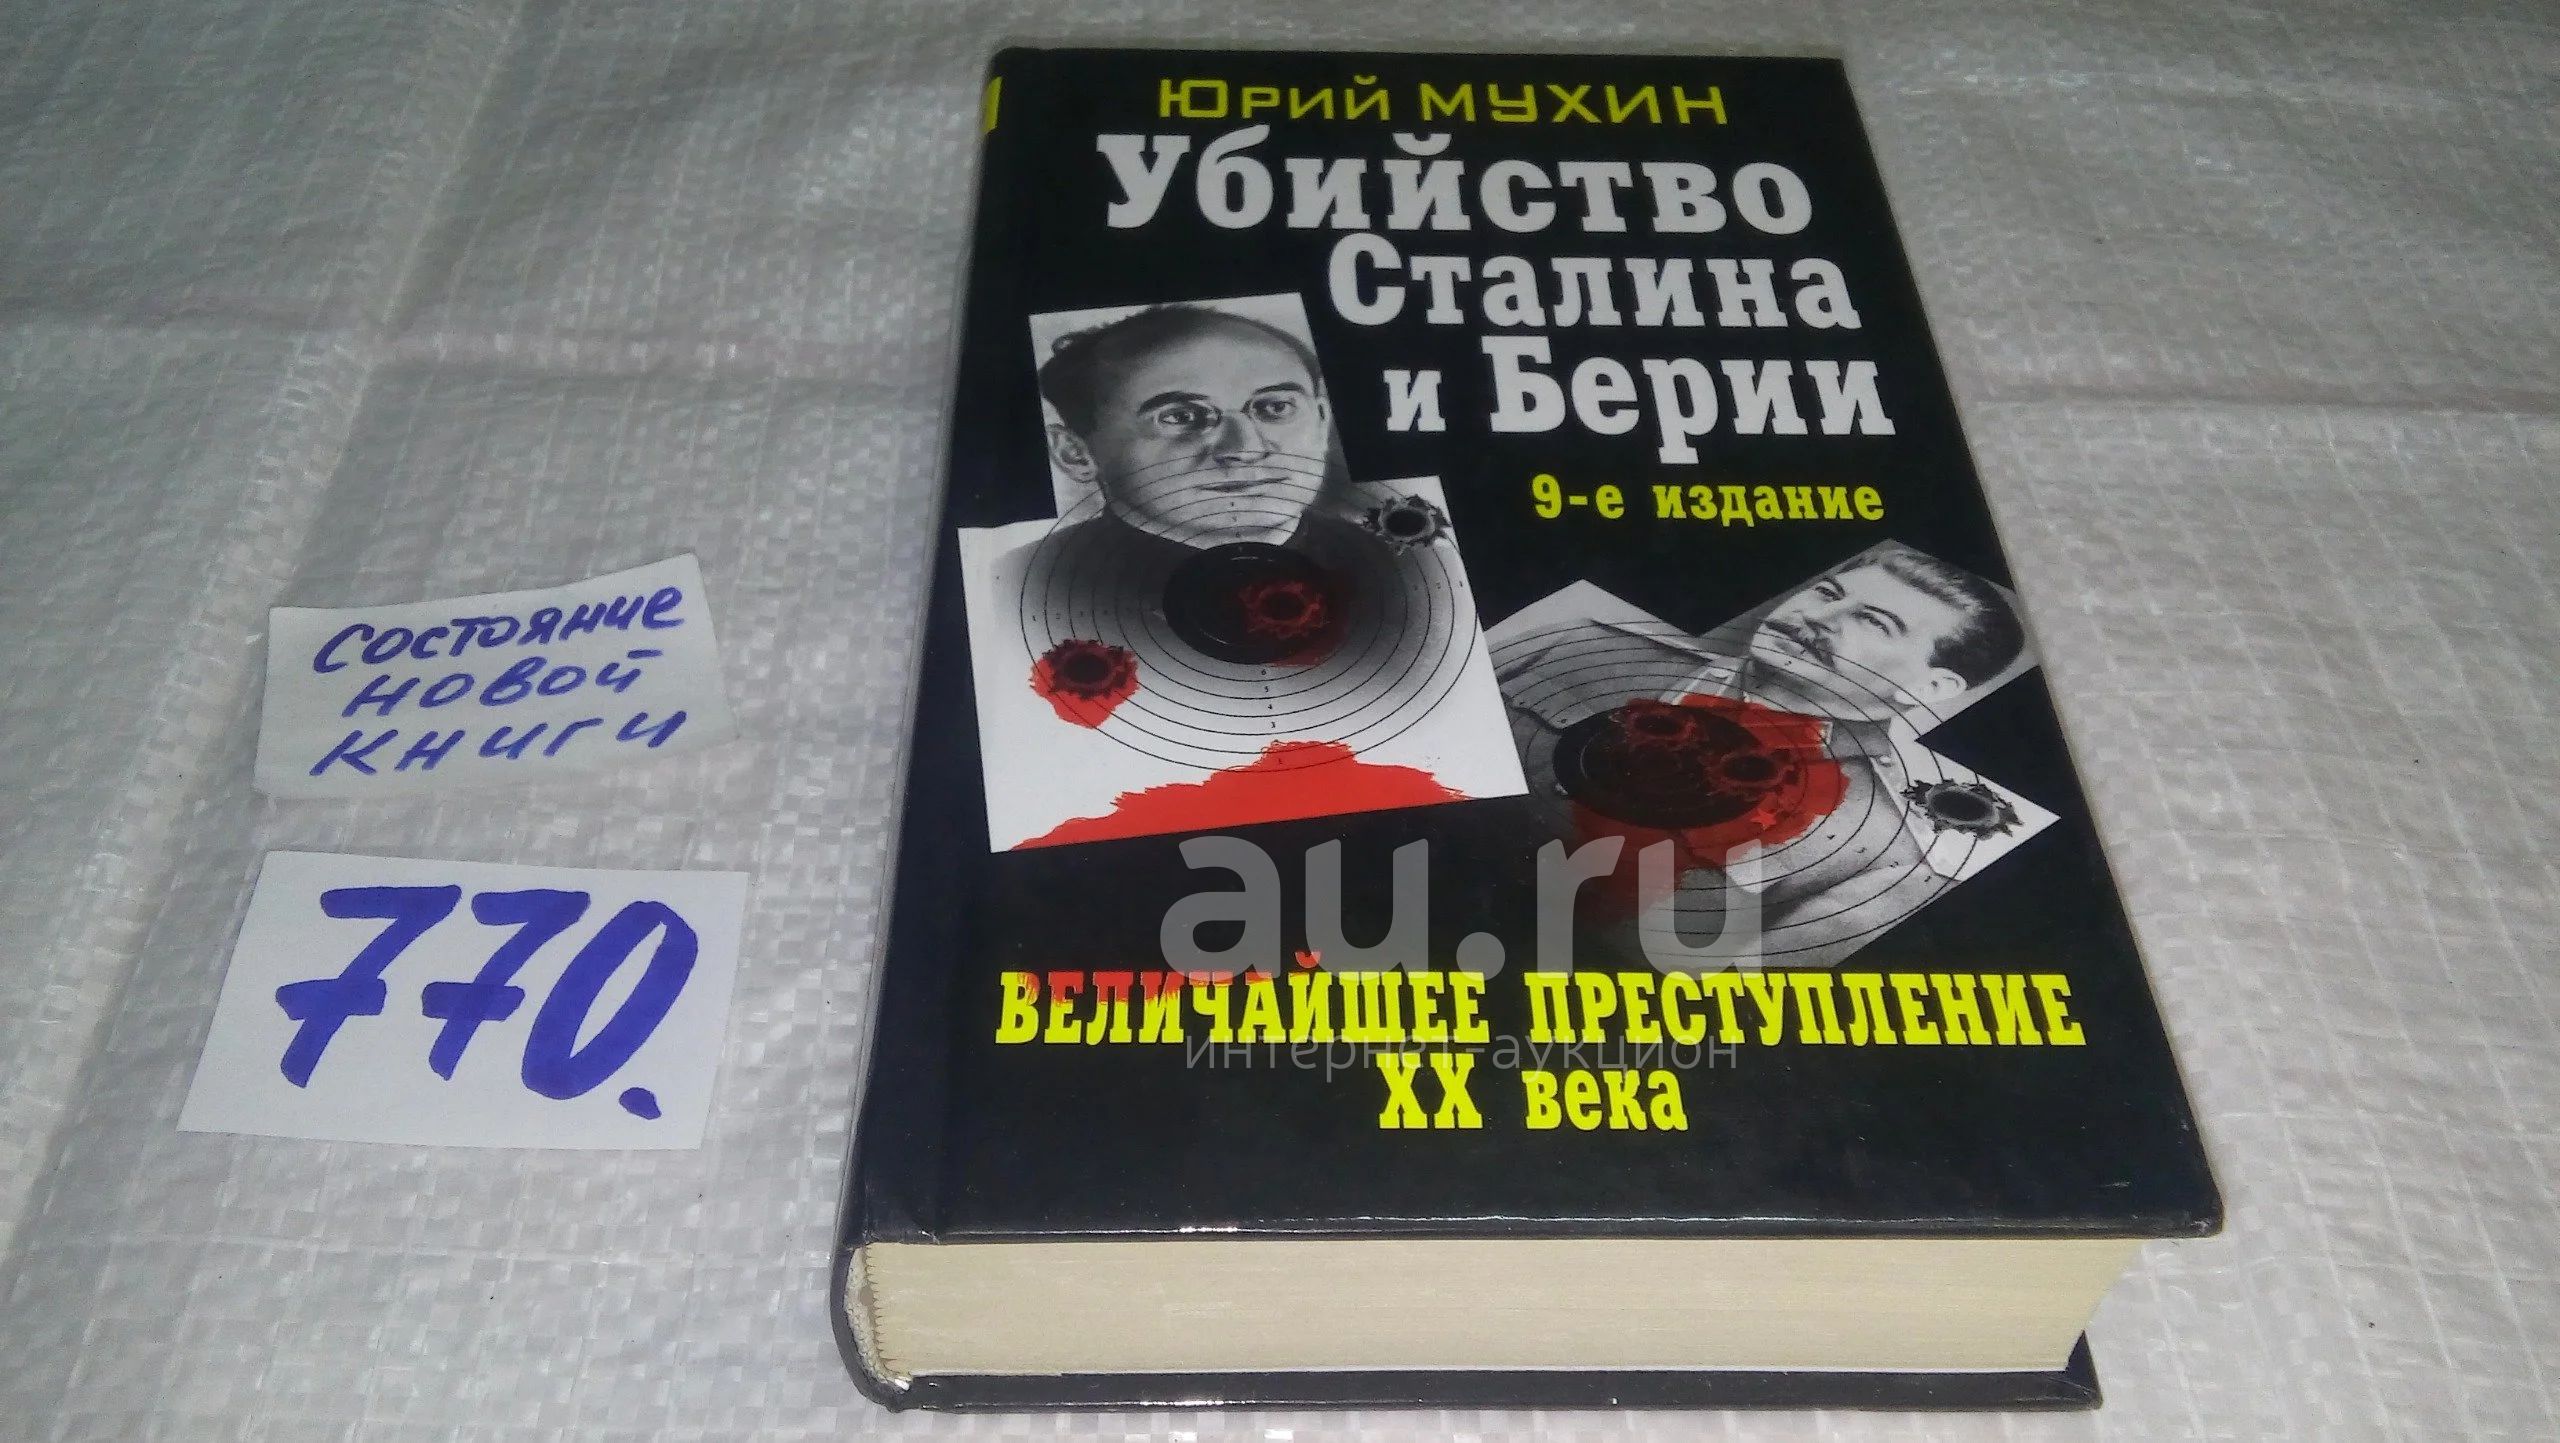 Юрий МУХИН
Убийство
Сталина
и Берии
9-е издание
состояние
новой
книги
770.
au.ru
ВЕЛИЧАЙШЕЕ ПРЕСТУПЛЕНИЕ
интернет-аукцион
XX века